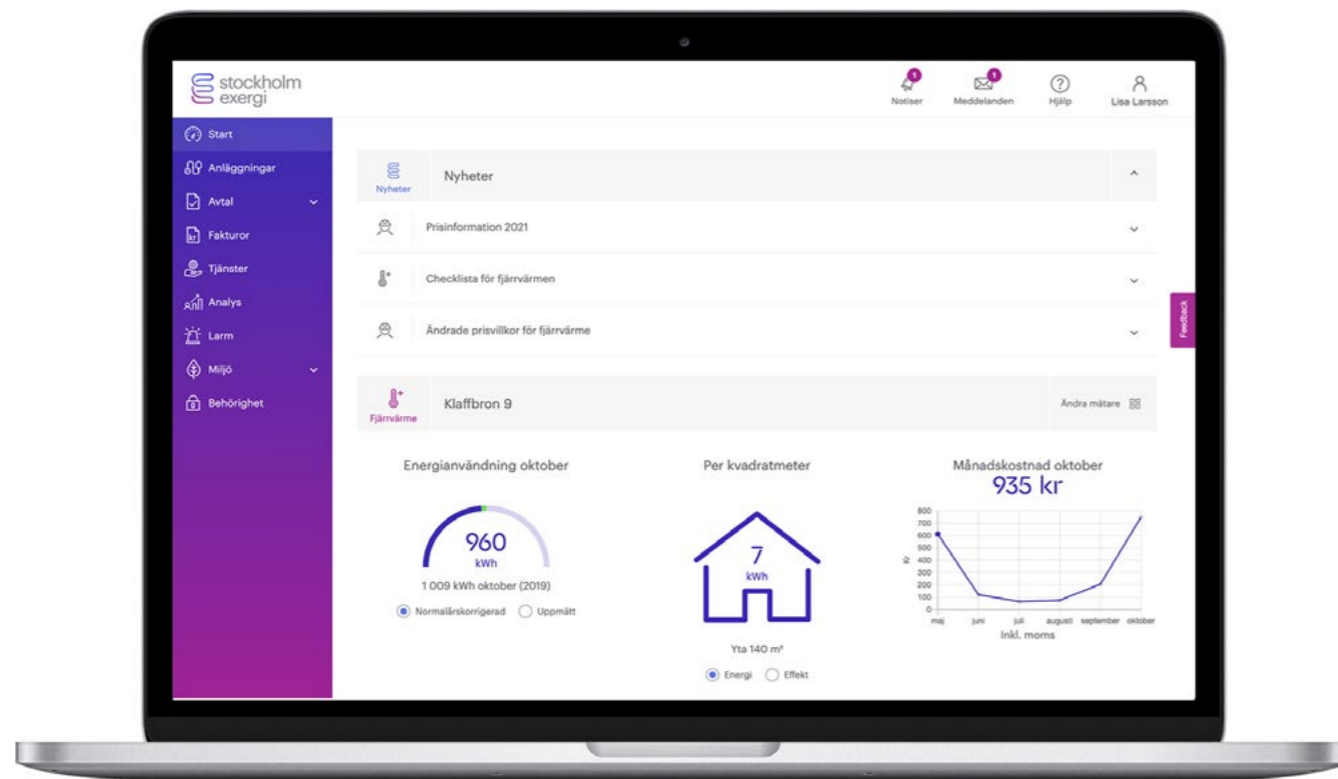 stockholm
exergi
1
Notiser
1
Meddelanden
?
Hjälp
Lisa Larsson
Start
Anläggningar
Avtal
kr
Fakturor
Tjänster
Analys
Larm
Miljö
Behörighet
Nyheter
Nyheter
Prisinformation 2021
Checklista för fjärrvärmen
Ändrade prisvillkor för fjärrvärme
Feedback
Fjärrvärme
Klaffbron 9
Ändra mätare
Energianvändning oktober
960
kWh
1 009 kWh oktober (2019)
Normalårskorrigerad
Uppmätt
Per kvadratmeter
7
kWh
Yta 140 m²
Energi
Effekt
Månadskostnad oktober
935 kr
Kr
800
700
600
500
400
300
200
100
0
maj juni juli augusti september oktober
Inkl. moms